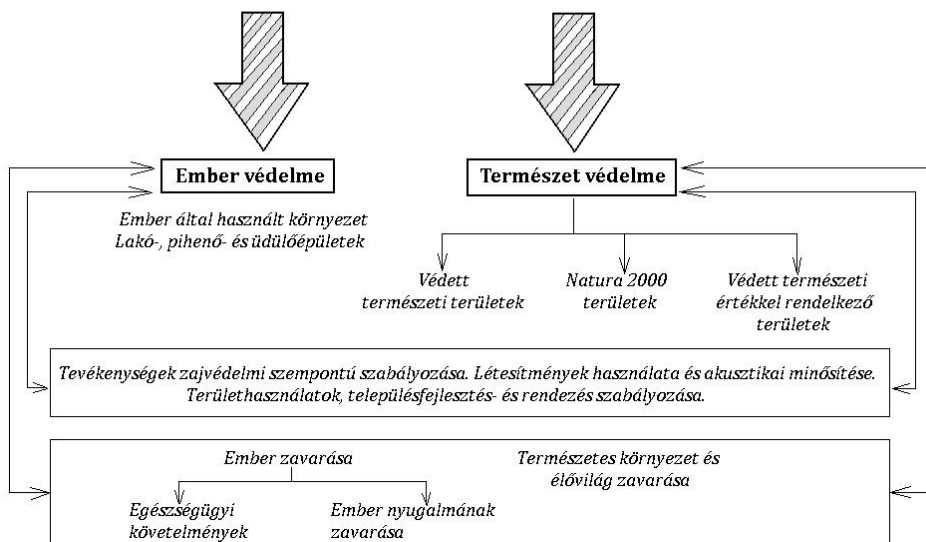 Ember védelme
Természet védelme
Ember által használt környezet
Lakó-, pihenő- és üdülőépületek
Védett
természeti területek
Natura 2000
területek
Védett természeti
értékkel rendelkező
területek
Tevékenységek zajvédelmi szempontú szabályozása. Létesítmények használata és akusztikai minősítése.
Területhasználatok, településfejlesztés- és rendezés szabályozása.
Ember zavarása
Természetes környezet és
élővilág zavarása
Egészségügyi
követelmények
Ember nyugalmának
zavarása